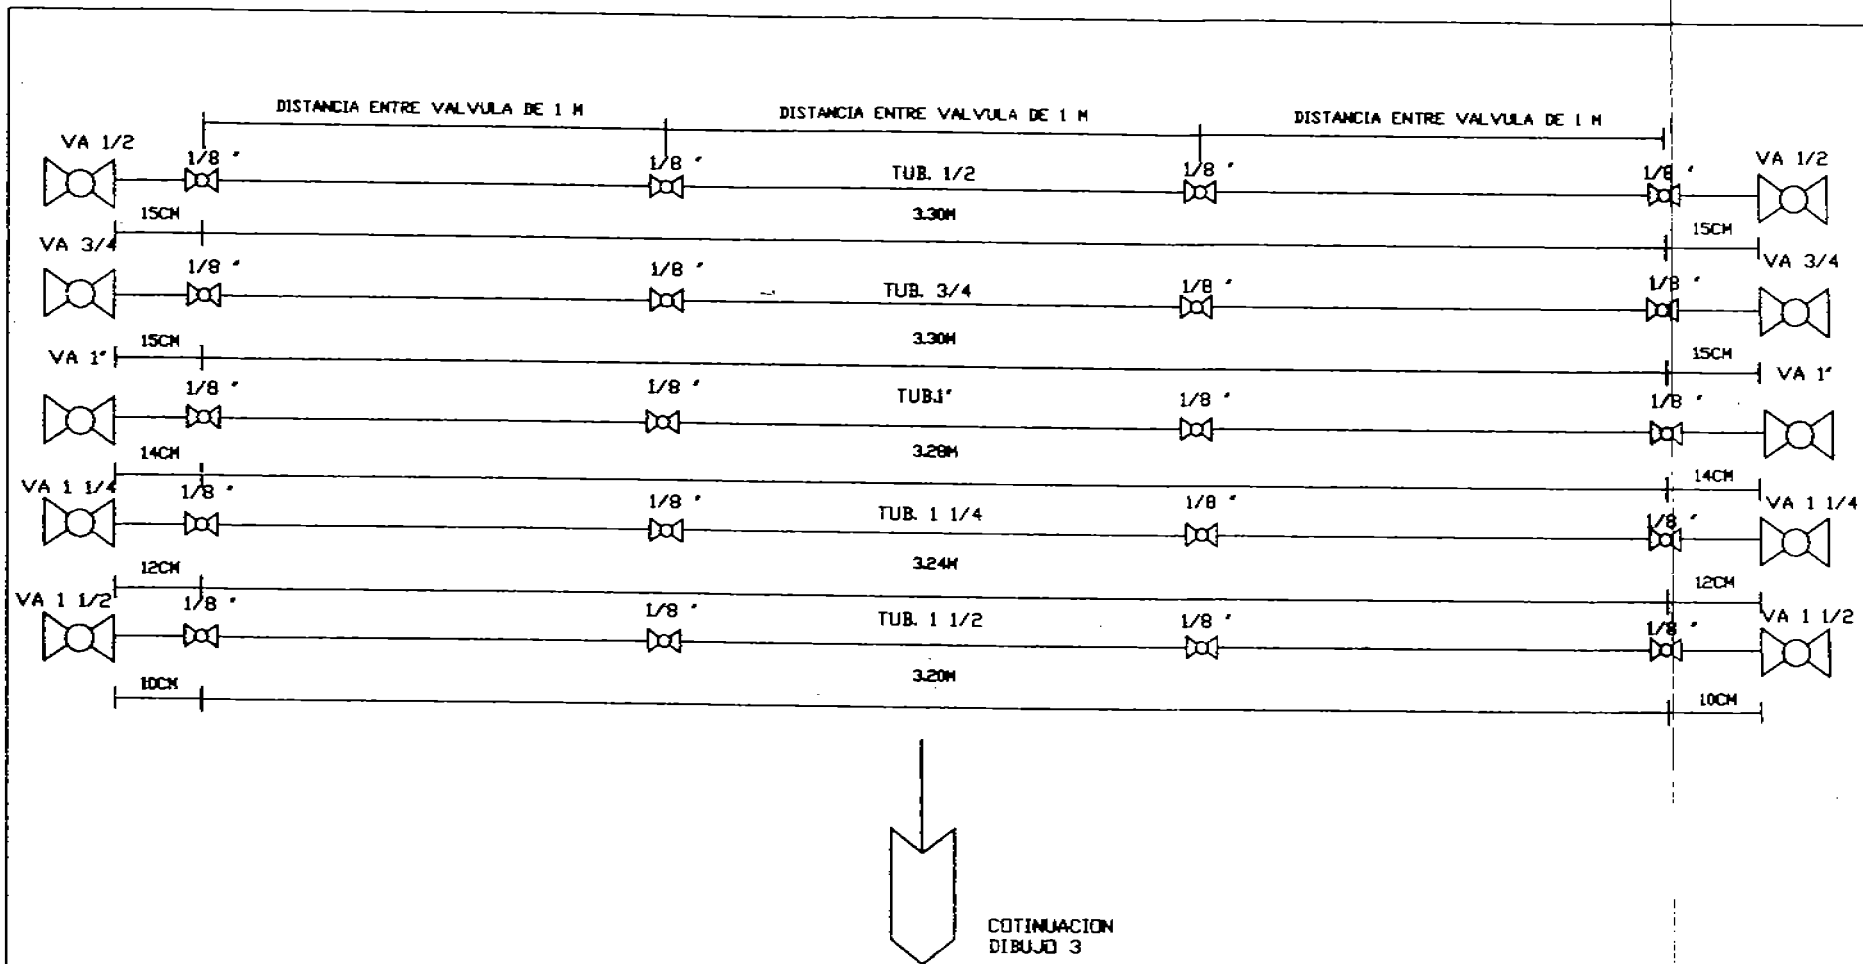 DISTANCIA ENTRE VALVULA DE 1 M
DISTANCIA ENTRE VALVULA DE 1 M
DISTANCIA ENTRE VALVULA DE 1 M
VA 1/2
1/8 "
1/8 "
TUB. 1/2
1/8 "
1/8 "
VA 1/2
15CM
3.30M
15CM
VA 3/4
1/8 "
1/8 "
TUB. 3/4
1/8 "
1/8 "
VA 3/4
15CM
3.30M
15CM
VA 1"
1/8 "
1/8 "
TUB.1"
1/8 "
1/8 "
VA 1"
14CM
3.28M
14CM
VA 1 1/4
1/8 "
1/8 "
TUB. 1 1/4
1/8 "
1/8 "
VA 1 1/4
12CM
3.24M
12CM
VA 1 1/2
1/8 "
1/8 "
TUB. 1 1/2
1/8 "
1/8 "
VA 1 1/2
10CM
3.20M
10CM
COTINUACION
DIBUJO 3